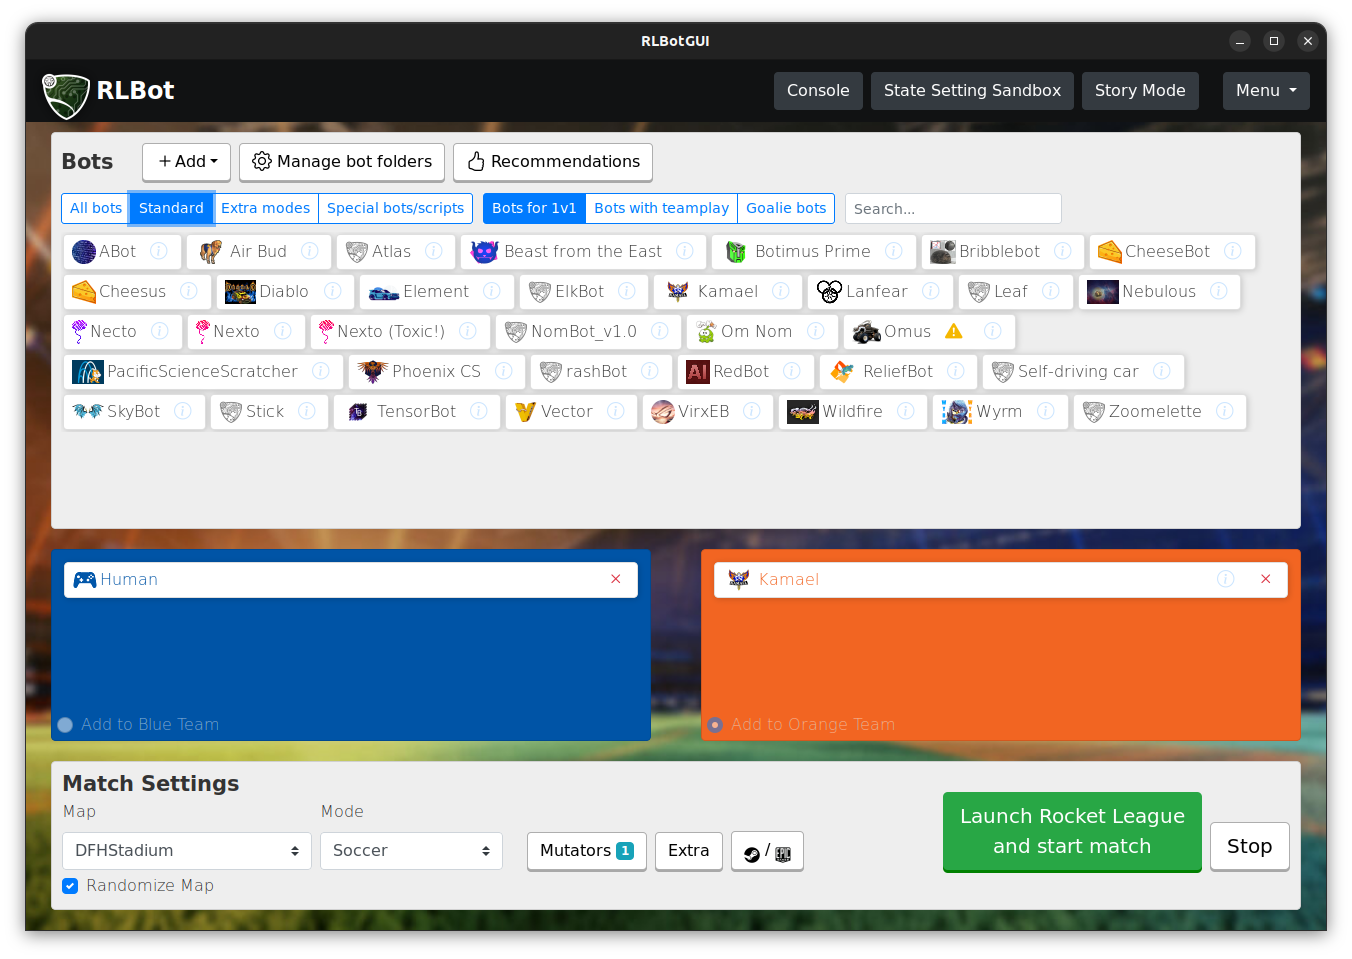 RLBotGUI
RLBot
Console
State Setting Sandbox
Story Mode
Menu
Bots
Add
Manage bot folders
Recommendations
All bots
Standard
Extra modes
Special bots/scripts
Bots for 1v1
Bots with teamplay
Goalie bots
Search...
ABot
Air Bud
Atlas
Beast from the East
Botimus Prime
Bribblebot
CheeseBot
Cheesus
Diablo
Element
ElkBot
Kamael
Lanfear
Leaf
Nebulous
Necto
Nexto
Nexto (Toxic!)
NomBot_v1.0
Om Nom
Omus
PacificScienceScratcher
Phoenix CS
rashBot
RedBot
ReliefBot
Self-driving car
SkyBot
Stick
TensorBot
Vector
VirxEB
Wildfire
Wyrm
Zoomelette
Human
Kamael
Add to Blue Team
Add to Orange Team
Match Settings
Map
Mode
DFHStadium
Soccer
Mutators 1
Extra
/
Randomize Map
Launch Rocket League
and start match
Stop